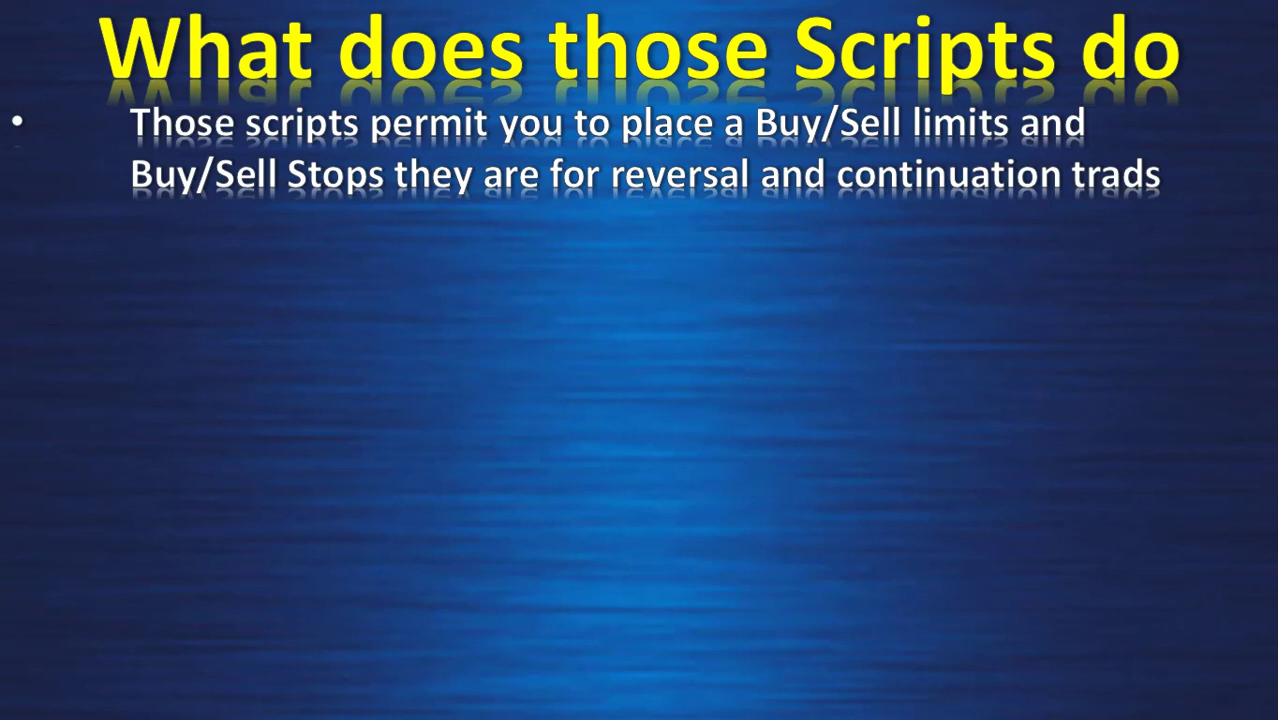 What does those Scripts do
• Those scripts permit you to place a Buy/Sell limits and
Buy/Sell Stops they are for reversal and continuation trads